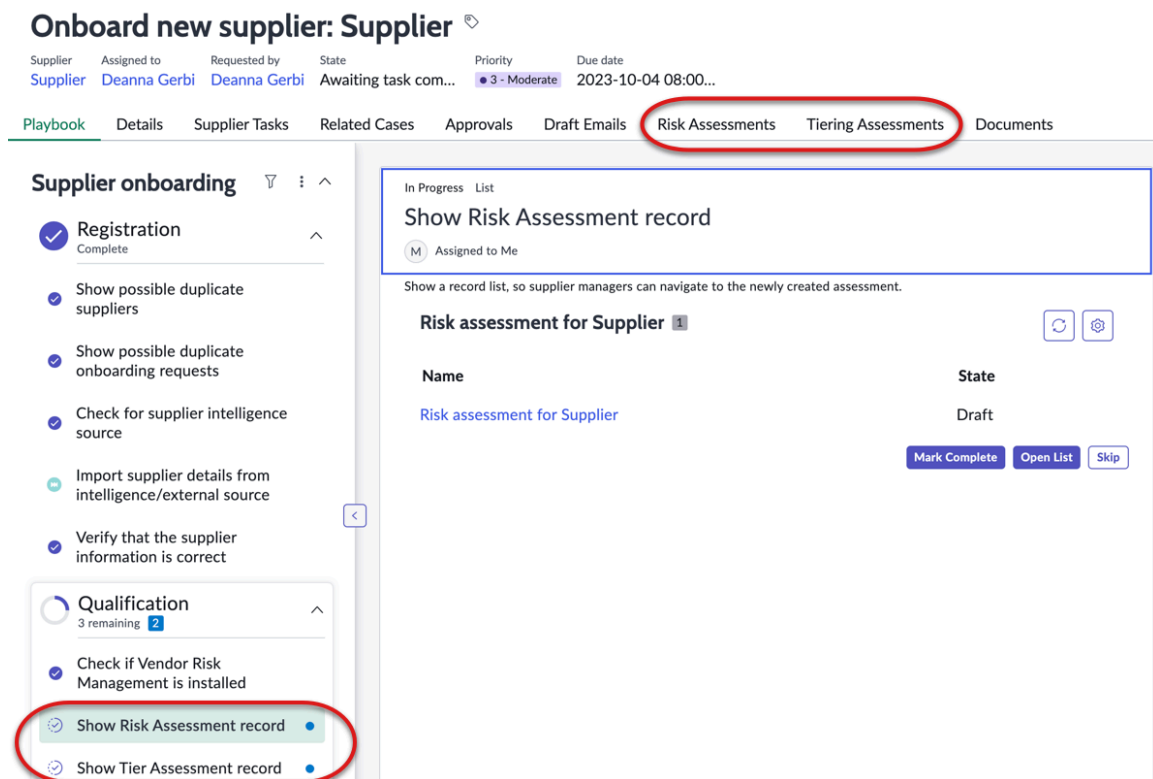 Onboard new supplier: Supplier
Supplier Assigned to Requested by State Priority Due date
Supplier Deanna Gerbi Deanna Gerbi Awaiting task com... 3 - Moderate 2023-10-04 08:00...
Playbook Details Supplier Tasks Related Cases Approvals Draft Emails Risk Assessments Tiering Assessments Documents
Supplier onboarding
Registration
Complete
Show possible duplicate
suppliers
Show possible duplicate
onboarding requests
Check for supplier intelligence
source
Import supplier details from
intelligence/external source
Verify that the supplier
information is correct
Qualification
3 remaining 2
Check if Vendor Risk
Management is installed
Show Risk Assessment record
Show Tier Assessment record
In Progress List
Show Risk Assessment record
M Assigned to Me
Show a record list, so supplier managers can navigate to the newly created assessment.
Risk assessment for Supplier 1
Name State
Risk assessment for Supplier Draft
Mark Complete Open List Skip